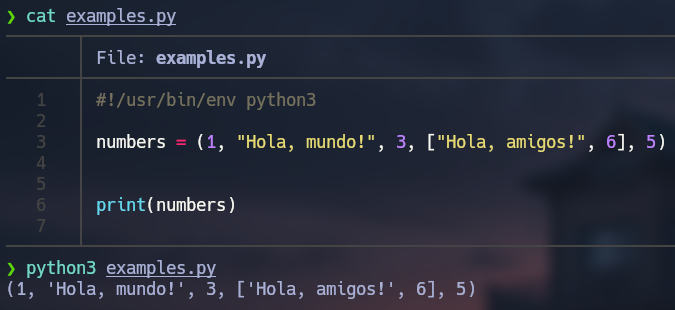 ❯ cat examples.py
File: examples.py
1 #!/usr/bin/env python3
2
3 numbers = (1, "Hola, mundo!", 3, ["Hola, amigos!", 6], 5)
4
5
6 print(numbers)
7
❯ python3 examples.py
(1, 'Hola, mundo!', 3, ['Hola, amigos!', 6], 5)